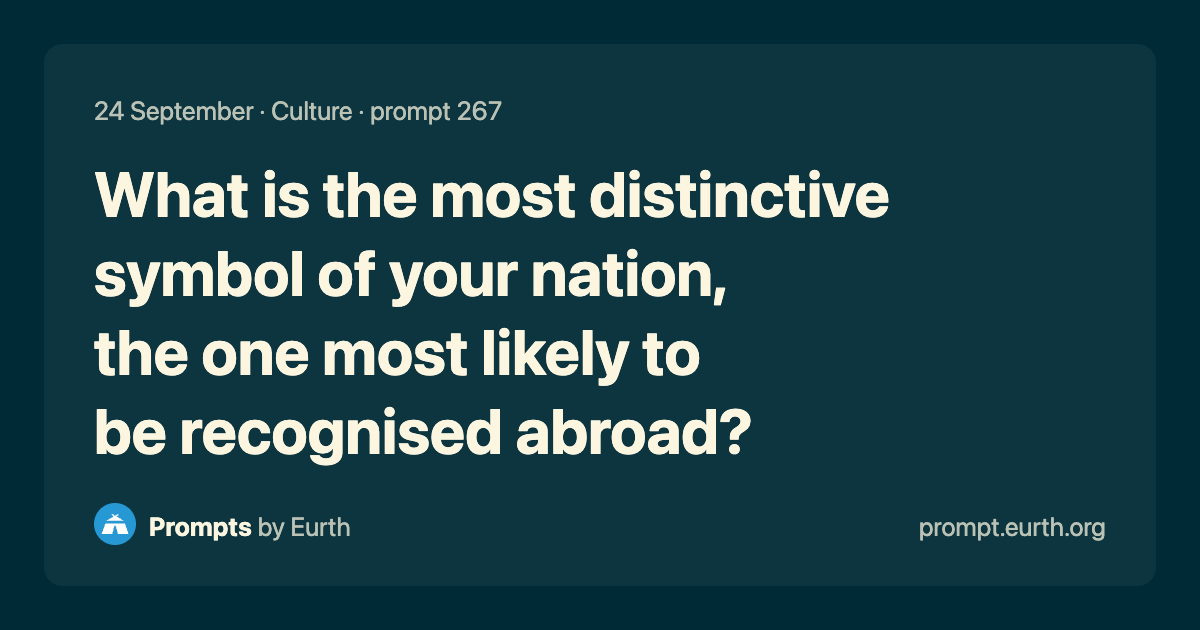 24 September · Culture · prompt 267
What is the most distinctive
symbol of your nation,
the one most likely to
be recognised abroad?
Prompts by Eurth
prompt.eurth.org